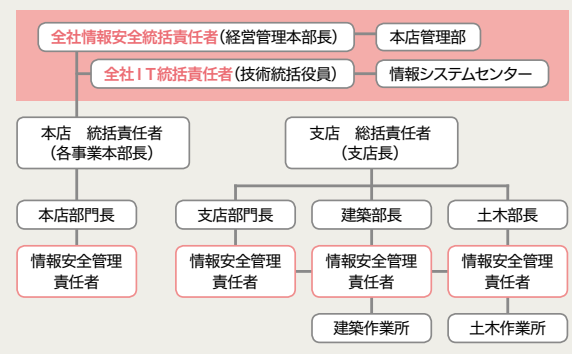 全社情報安全統括責任者(経営管理本部長)
本店管理部
全社IT統括責任者(技術統括役員)
情報システムセンター
本店 統括責任者
(各事業本部長)
支店 総括責任者
(支店長)
本店部門長
支店部門長
建築部長
土木部長
情報安全管理
責任者
情報安全管理
責任者
情報安全管理
責任者
情報安全管理
責任者
建築作業所
土木作業所